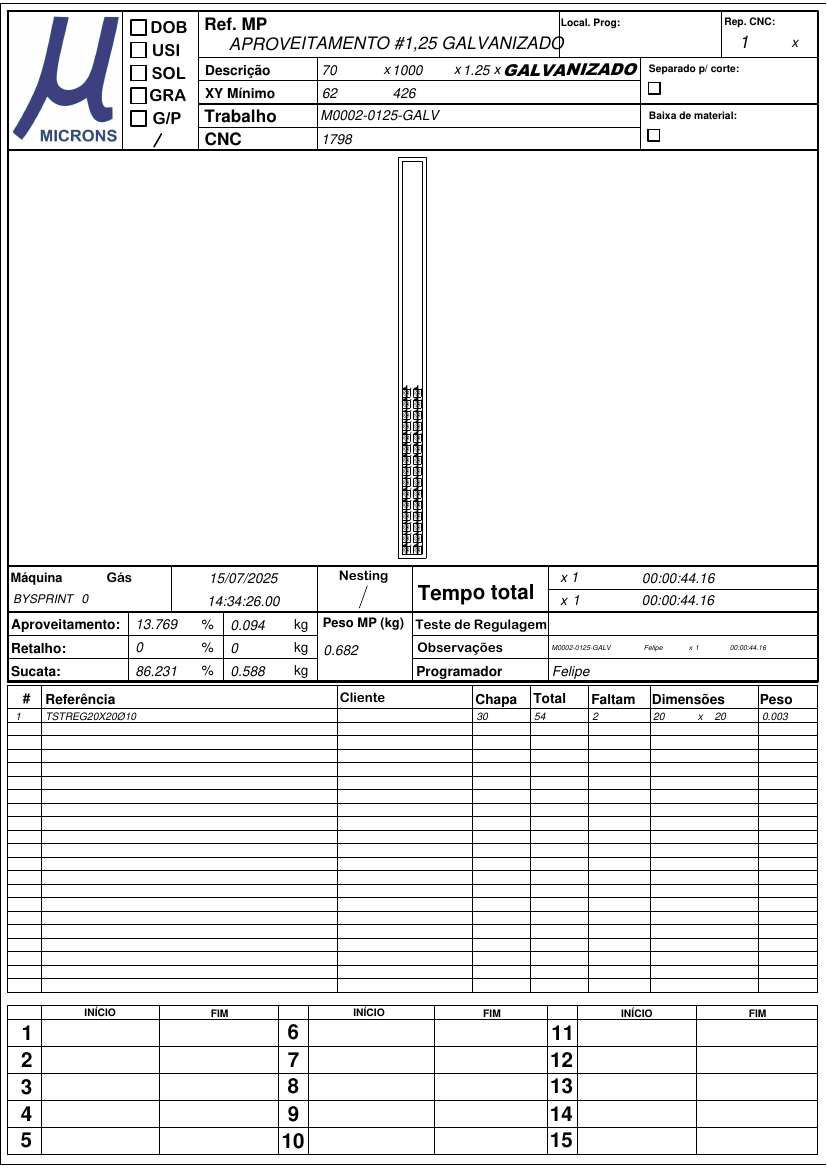 µ
MICRONS
DOB
USI
SOL
GRA
G/P
/
Ref. MP
APROVEITAMENTO #1,25 GALVANIZADO
Local. Prog:
Rep. CNC:
1 x
Descrição 70 x 1000 x 1.25 x GALVANIZADO
XY Mínimo 62 426
Trabalho M0002-0125-GALV
CNC 1798
Separado p/ corte:
Baixa de material:
Máquina Gás
BYSPRINT 0
15/07/2025
14:34:26.00
Nesting
/
Tempo total
x 1 00:00:44.16
x 1 00:00:44.16
Aproveitamento: 13.769 % 0.094 kg
Retalho: 0 % 0 kg
Sucata: 86.231 % 0.588 kg
Peso MP (kg)
0.682
Teste de Regulagem
Observações M0002-0125-GALV Felipe x 1 00:00:44.16
Programador Felipe
# Referência Cliente Chapa Total Faltam Dimensões Peso
1 TSTREG20X20Ø10 30 54 2 20 x 20 0.003
INÍCIO FIM INÍCIO FIM INÍCIO FIM
1 6 11
2 7 12
3 8 13
4 9 14
5 10 15